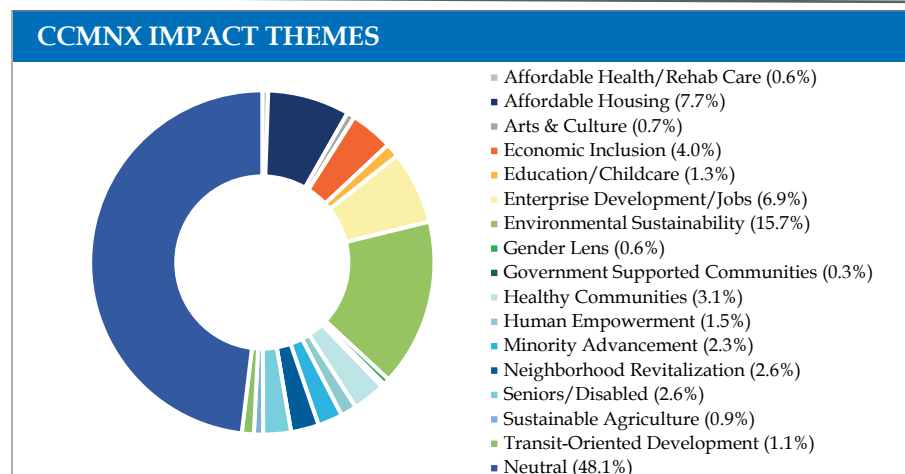 CCMNX IMPACT THEMES
Affordable Health/Rehab Care (0.6%)
Affordable Housing (7.7%)
Arts & Culture (0.7%)
Economic Inclusion (4.0%)
Education/Childcare (1.3%)
Enterprise Development/Jobs (6.9%)
Environmental Sustainability (15.7%)
Gender Lens (0.6%)
Government Supported Communities (0.3%)
Healthy Communities (3.1%)
Human Empowerment (1.5%)
Minority Advancement (2.3%)
Neighborhood Revitalization (2.6%)
Seniors/Disabled (2.6%)
Sustainable Agriculture (0.9%)
Transit-Oriented Development (1.1%)
Neutral (48.1%)